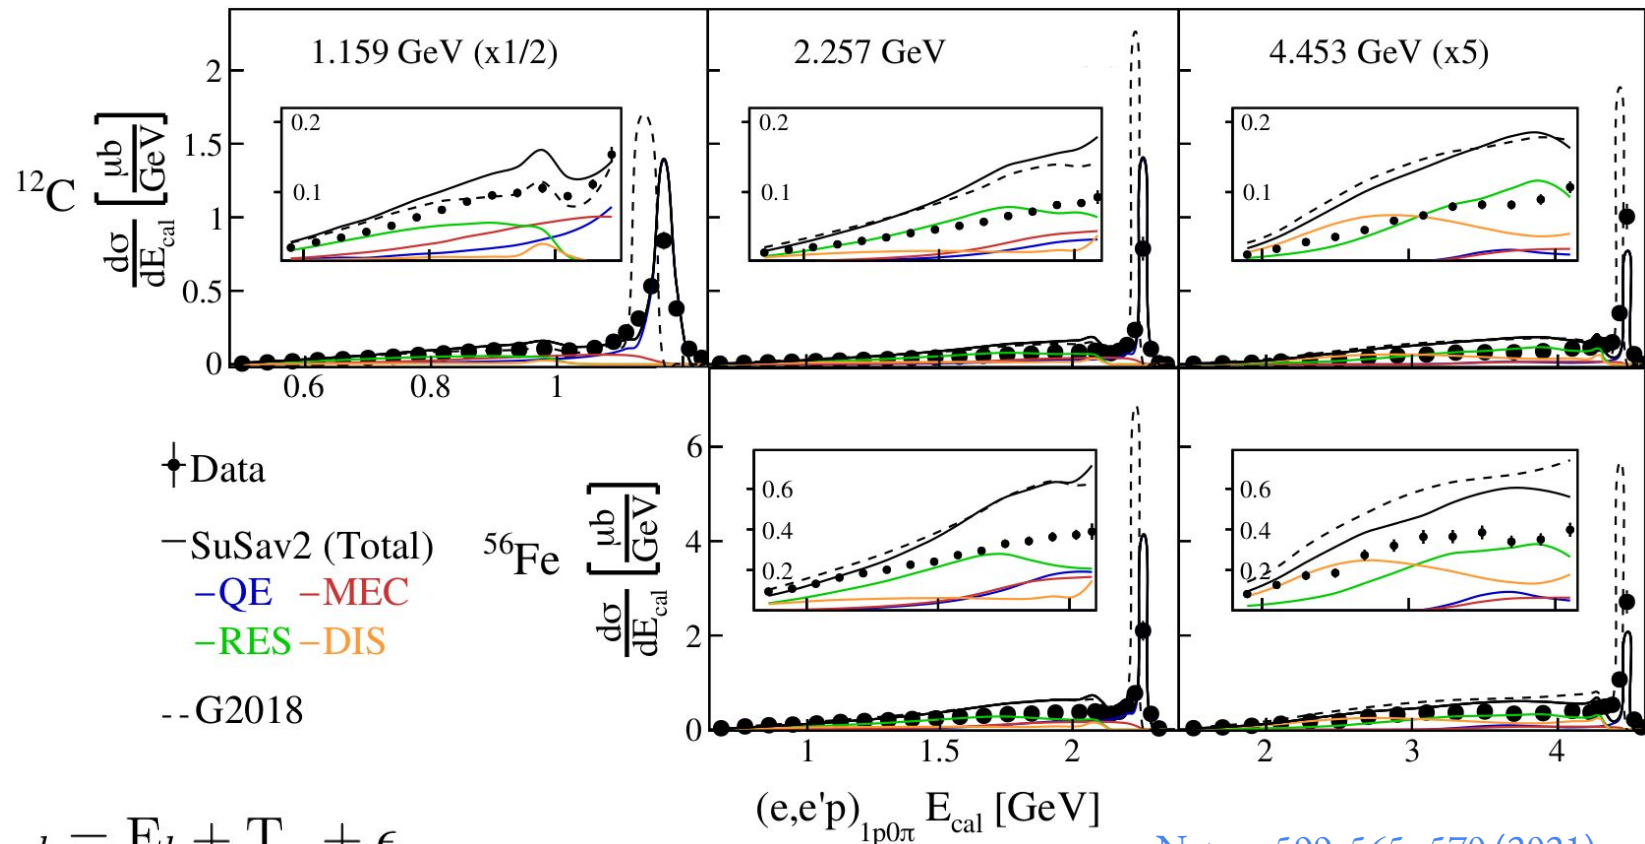 1.159 GeV (x1/2)
2.257 GeV
4.453 GeV (x5)
¹²C
dσ/dE_cal [μb/GeV]
2
1.5
1
0.5
0
0.2
0.1
0.2
0.1
0.2
0.1
0.6
0.8
1
Data
SuSav2 (Total)
QE
MEC
RES
DIS
G2018
⁵⁶Fe
dσ/dE_cal [μb/GeV]
6
4
2
0
0.6
0.4
0.2
0.6
0.4
0.2
1
1.5
2
2
3
4
(e,e'p)_1p0π E_cal [GeV]